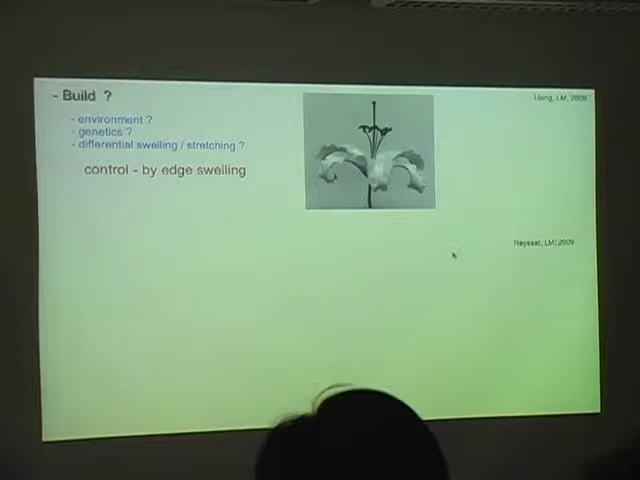 - Build ?
- environment ?
- genetics ?
- differential swelling / stretching ?
control - by edge swelling
Liang, LM, 2009
Reyssat, LM, 2009